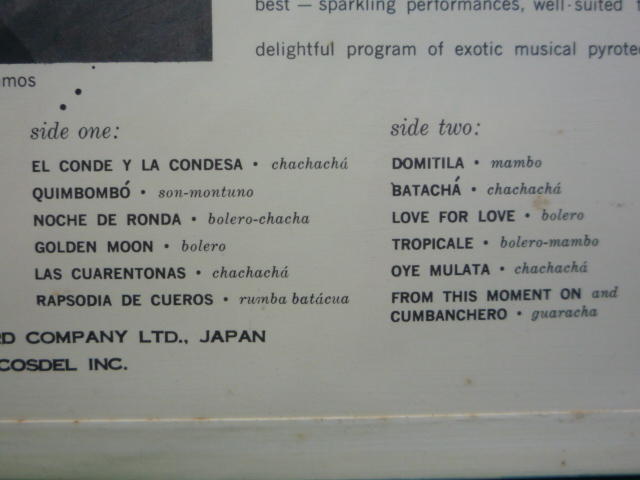 best — sparkling performances, well-suited
delightful program of exotic musical
mos
side one:
EL CONDE Y LA CONDESA • chachachá
QUIMBOMBÓ • son-montuno
NOCHE DE RONDA • bolero-chacha
GOLDEN MOON • bolero
LAS CUARENTONAS • chachachá
RAPSODIA DE CUEROS • rumba batácua
side two:
DOMITILA • mambo
BATACHÁ • chachachá
LOVE FOR LOVE • bolero
TROPICALE • bolero-mambo
OYE MULATA • chachachá
FROM THIS MOMENT ON and
CUMBANCHERO • guaracha
RD COMPANY LTD., JAPAN
COSDEL INC.